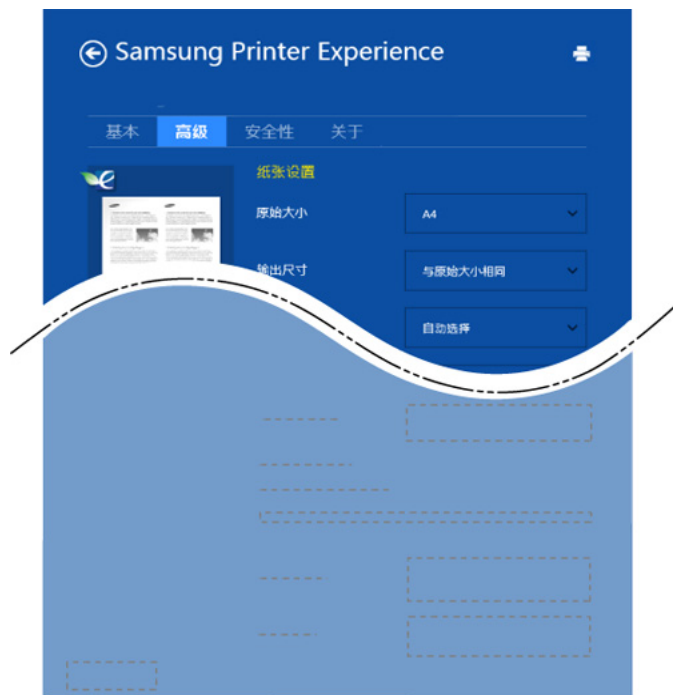 Samsung Printer Experience
基本 高级 安全性 关于
纸张设置
原始大小 A4
输出尺寸 与原始大小相同
自动选择